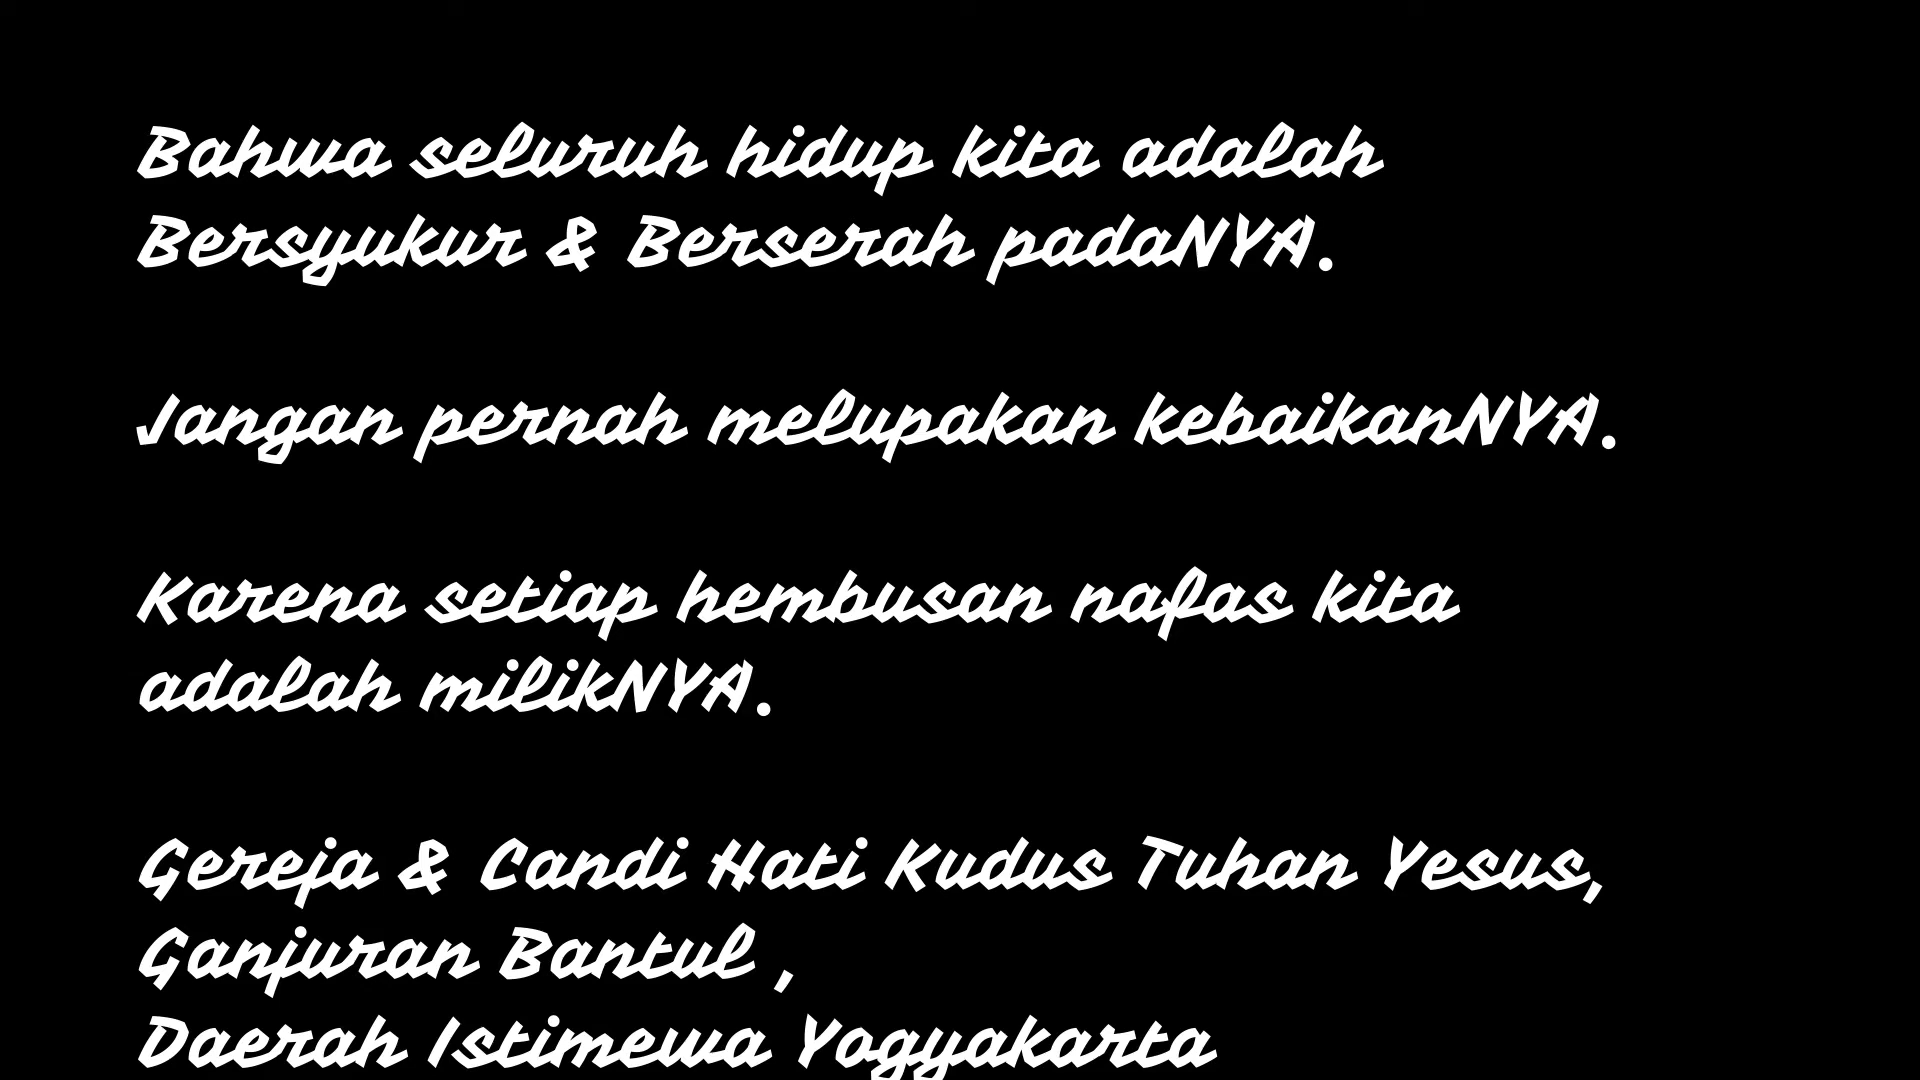 Bahwa seluruh hidup kita adalah
Bersyukur & Berserah padaNYA.
Jangan pernah melupakan kebaikanNYA.
Karena setiap hembusan nafas kita
adalah milikNYA.
Gereja & Candi Hati Kudus Tuhan Yesus,
Ganjuran Bantul ,
Daerah Istimewa Yogyakarta